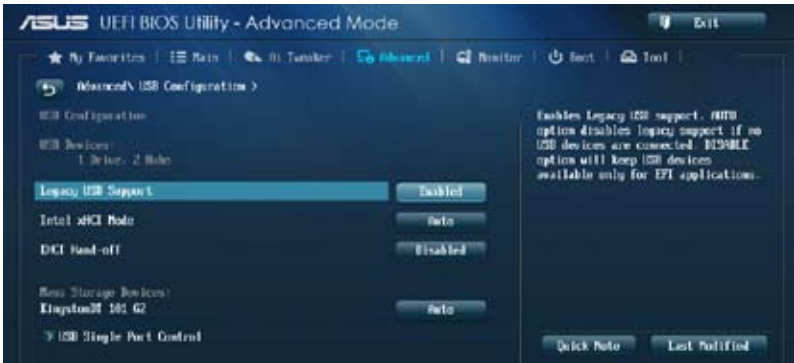 ASUS UEFI BIOS Utility - Advanced Mode
Exit
My Favorites Main Ai Tweaker Advanced Monitor Boot Tool
Advanced\ USB Configuration >
USB Configuration
USB Devices:
1 Drive, 2 Hubs
Legacy USB Support Enabled
Intel xHCI Mode Auto
EHCI Hand-off Disabled
Mass Storage Devices:
KingstonDT 101 G2 Auto
> USB Single Port Control
Enables Legacy USB support. AUTO
option disables legacy support if no
USB devices are connected. DISABLE
option will keep USB devices
available only for EFI applications.
Quick Note Last Modified